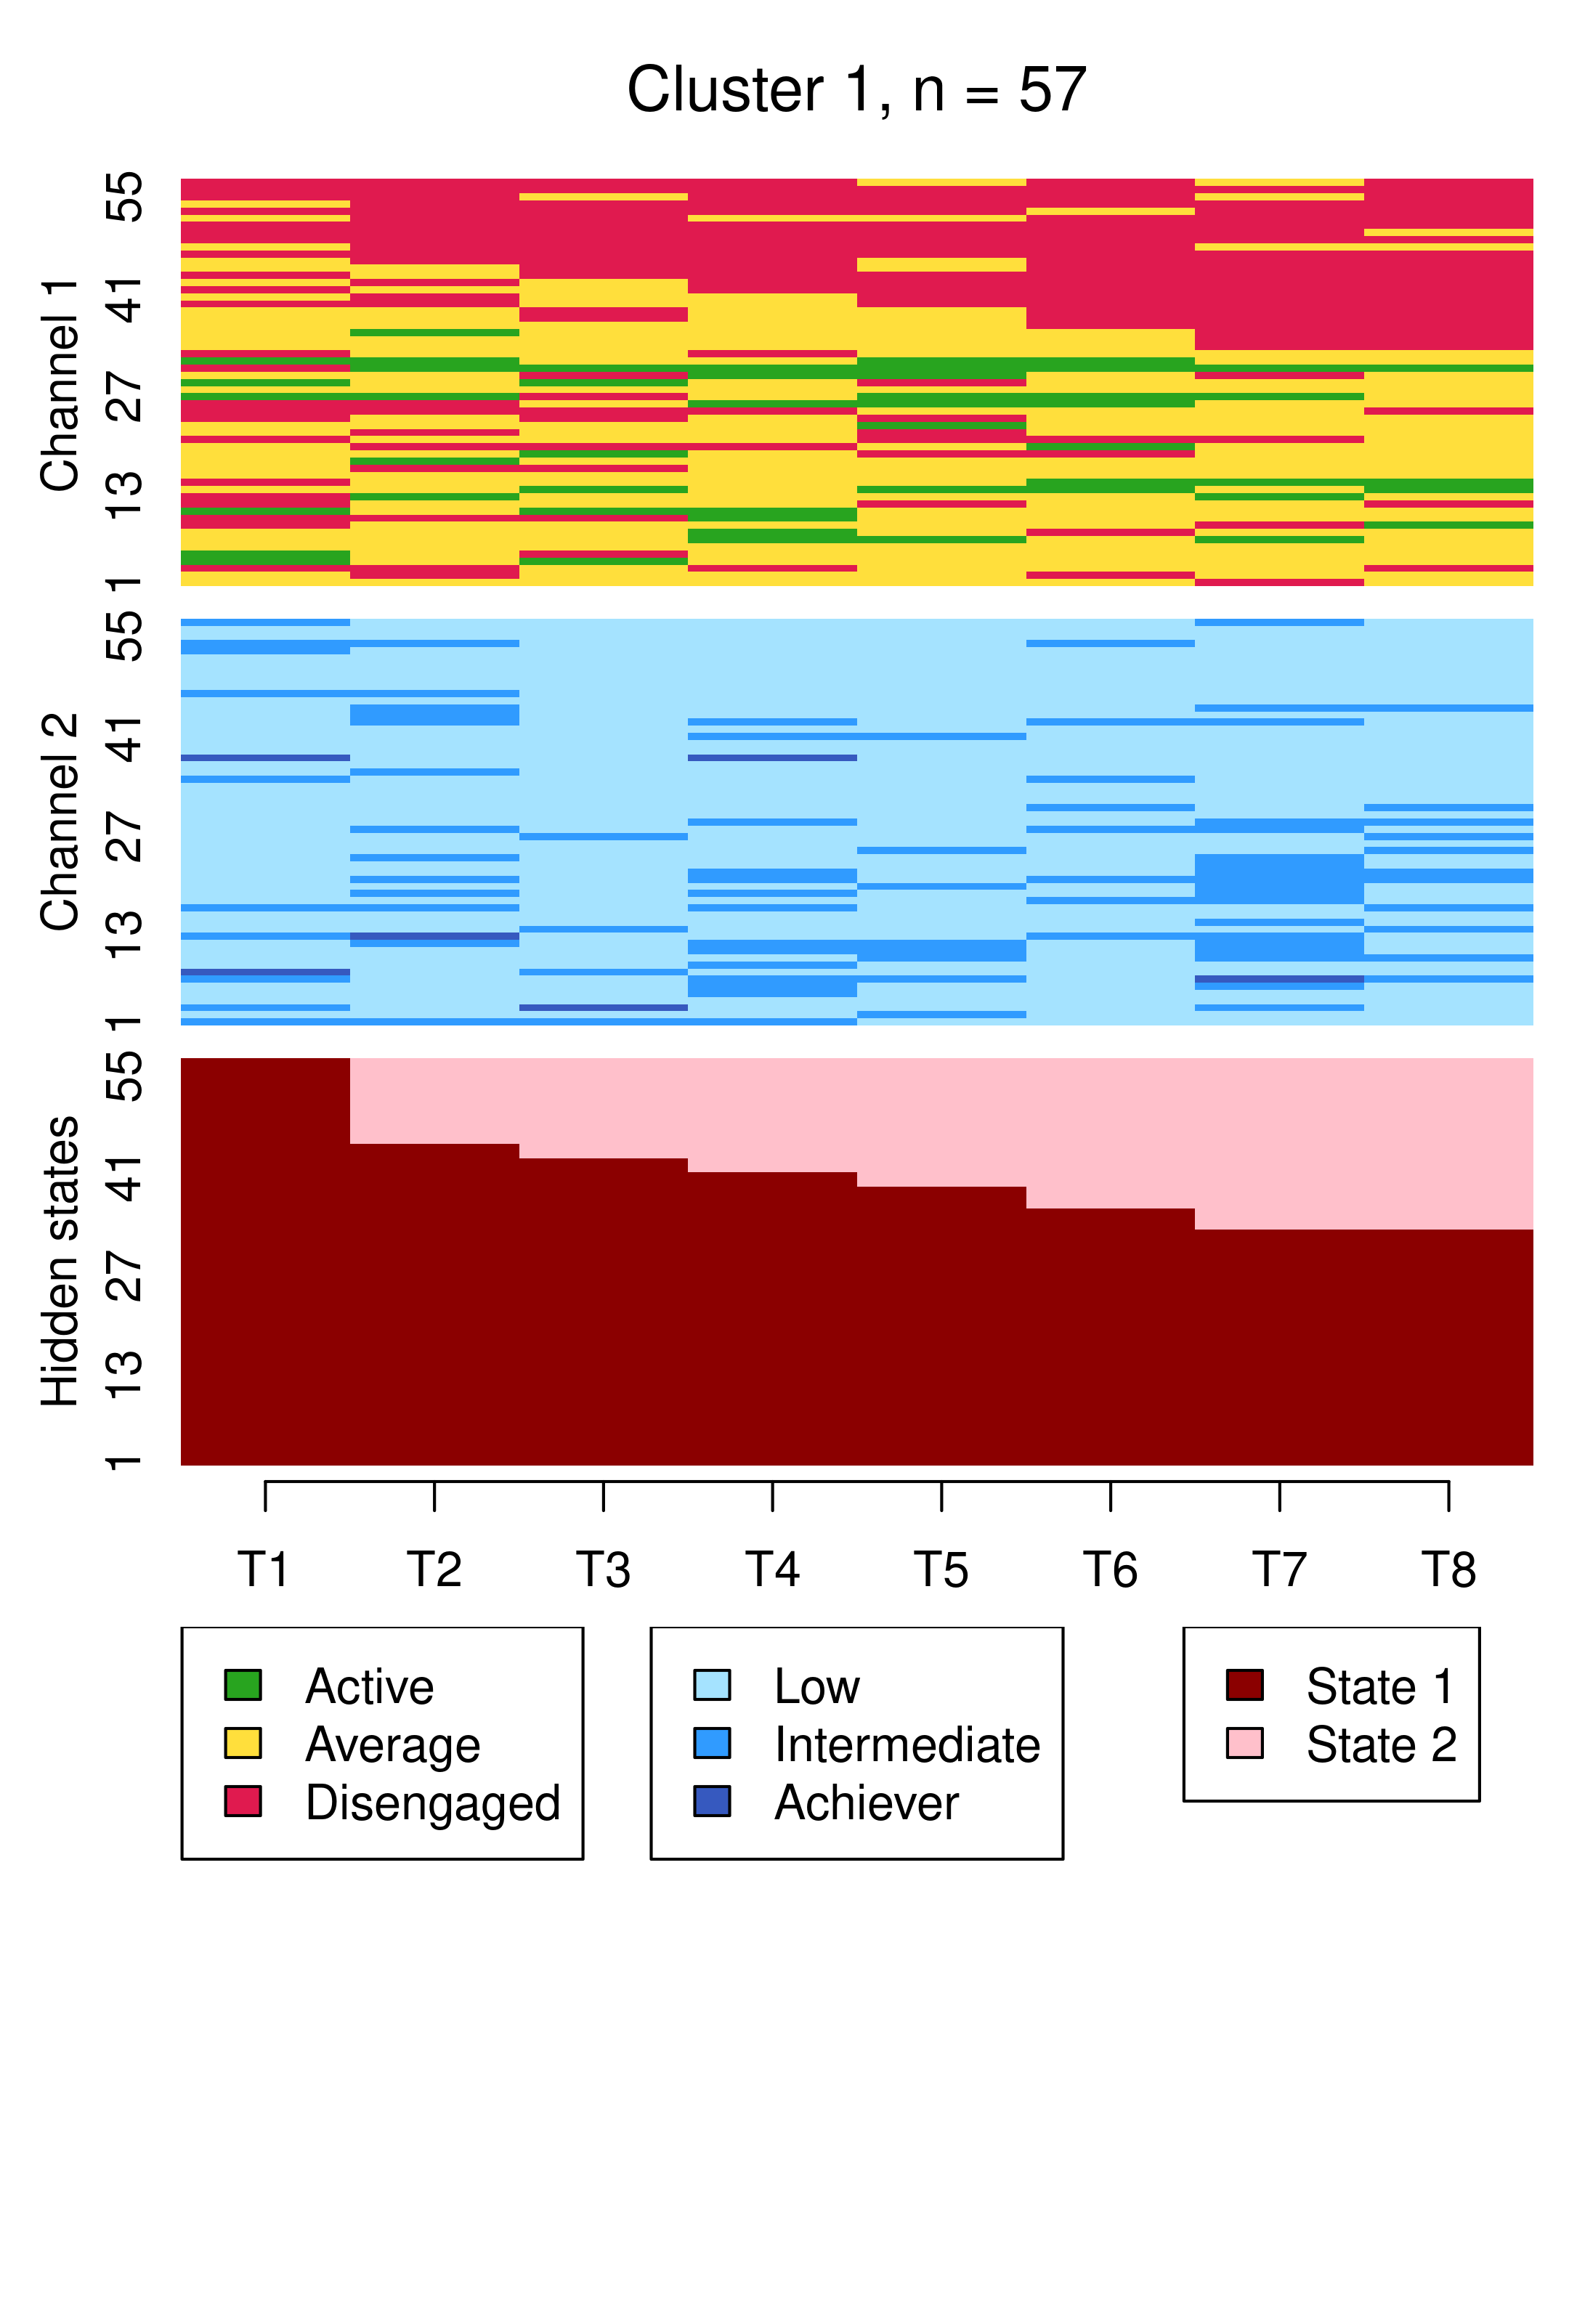 Cluster 1, n = 57
Channel 1
55
41
27
13
1
Channel 2
55
41
27
13
1
Hidden states
55
41
27
13
1
T1 T2 T3 T4 T5 T6 T7 T8
Active
Average
Disengaged
Low
Intermediate
Achiever
State 1
State 2